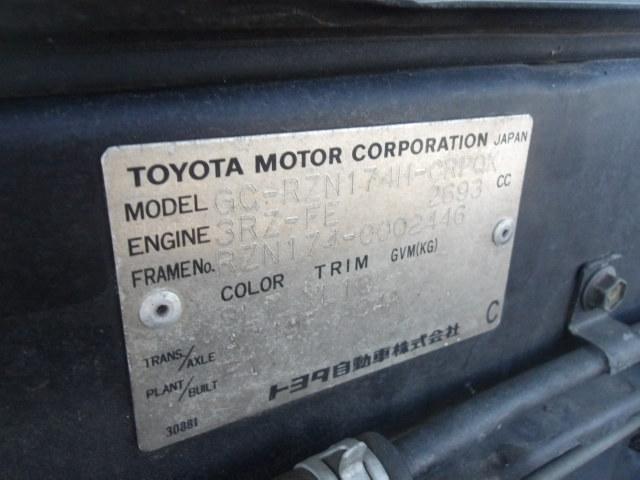 TOYOTA MOTOR CORPORATION JAPAN
MODEL GC-RZN174H-CRPQK
ENGINE 3RZ-FE 2693 CC
FRAME No. RZN174-0002446
COLOR TRIM GVM(KG)
TRANS/AXLE
PLANT/BUILT
C
トヨタ自動車株式会社
30881